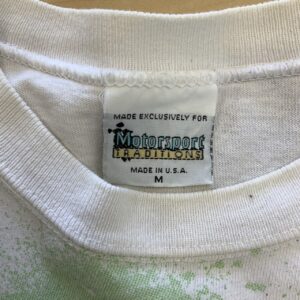 MADE EXCLUSIVELY FOR
Motorsport
TRADITIONS
MADE IN U.S.A.
M